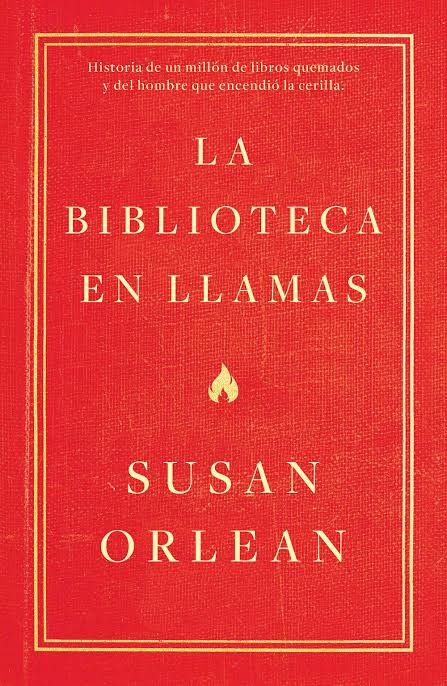 Historia de un millón de libros quemados
y del hombre que encendió la cerilla.
LA
BIBLIOTECA
EN LLAMAS
SUSAN
ORLEAN